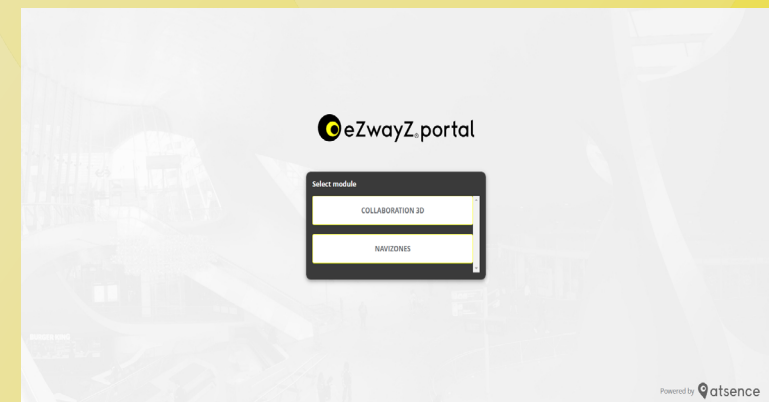 eZwayZ® portal
Select module
COLLABORATION 3D
NAVIZONES
Powered by atsence